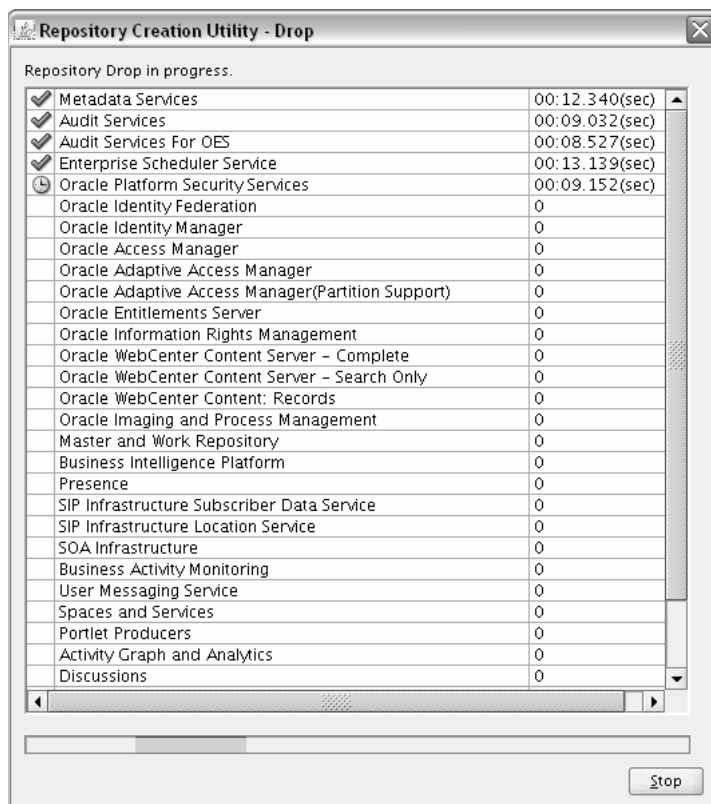 Repository Creation Utility - Drop
Repository Drop in progress.
Metadata Services 00:12.340(sec)
Audit Services 00:09.032(sec)
Audit Services For OES 00:08.527(sec)
Enterprise Scheduler Service 00:13.139(sec)
Oracle Platform Security Services 00:09.152(sec)
Oracle Identity Federation 0
Oracle Identity Manager 0
Oracle Access Manager 0
Oracle Adaptive Access Manager 0
Oracle Adaptive Access Manager(Partition Support) 0
Oracle Entitlements Server 0
Oracle Information Rights Management 0
Oracle WebCenter Content Server – Complete 0
Oracle WebCenter Content Server – Search Only 0
Oracle WebCenter Content: Records 0
Oracle Imaging and Process Management 0
Master and Work Repository 0
Business Intelligence Platform 0
Presence 0
SIP Infrastructure Subscriber Data Service 0
SIP Infrastructure Location Service 0
SOA Infrastructure 0
Business Activity Monitoring 0
User Messaging Service 0
Spaces and Services 0
Portlet Producers 0
Activity Graph and Analytics 0
Discussions 0
Stop